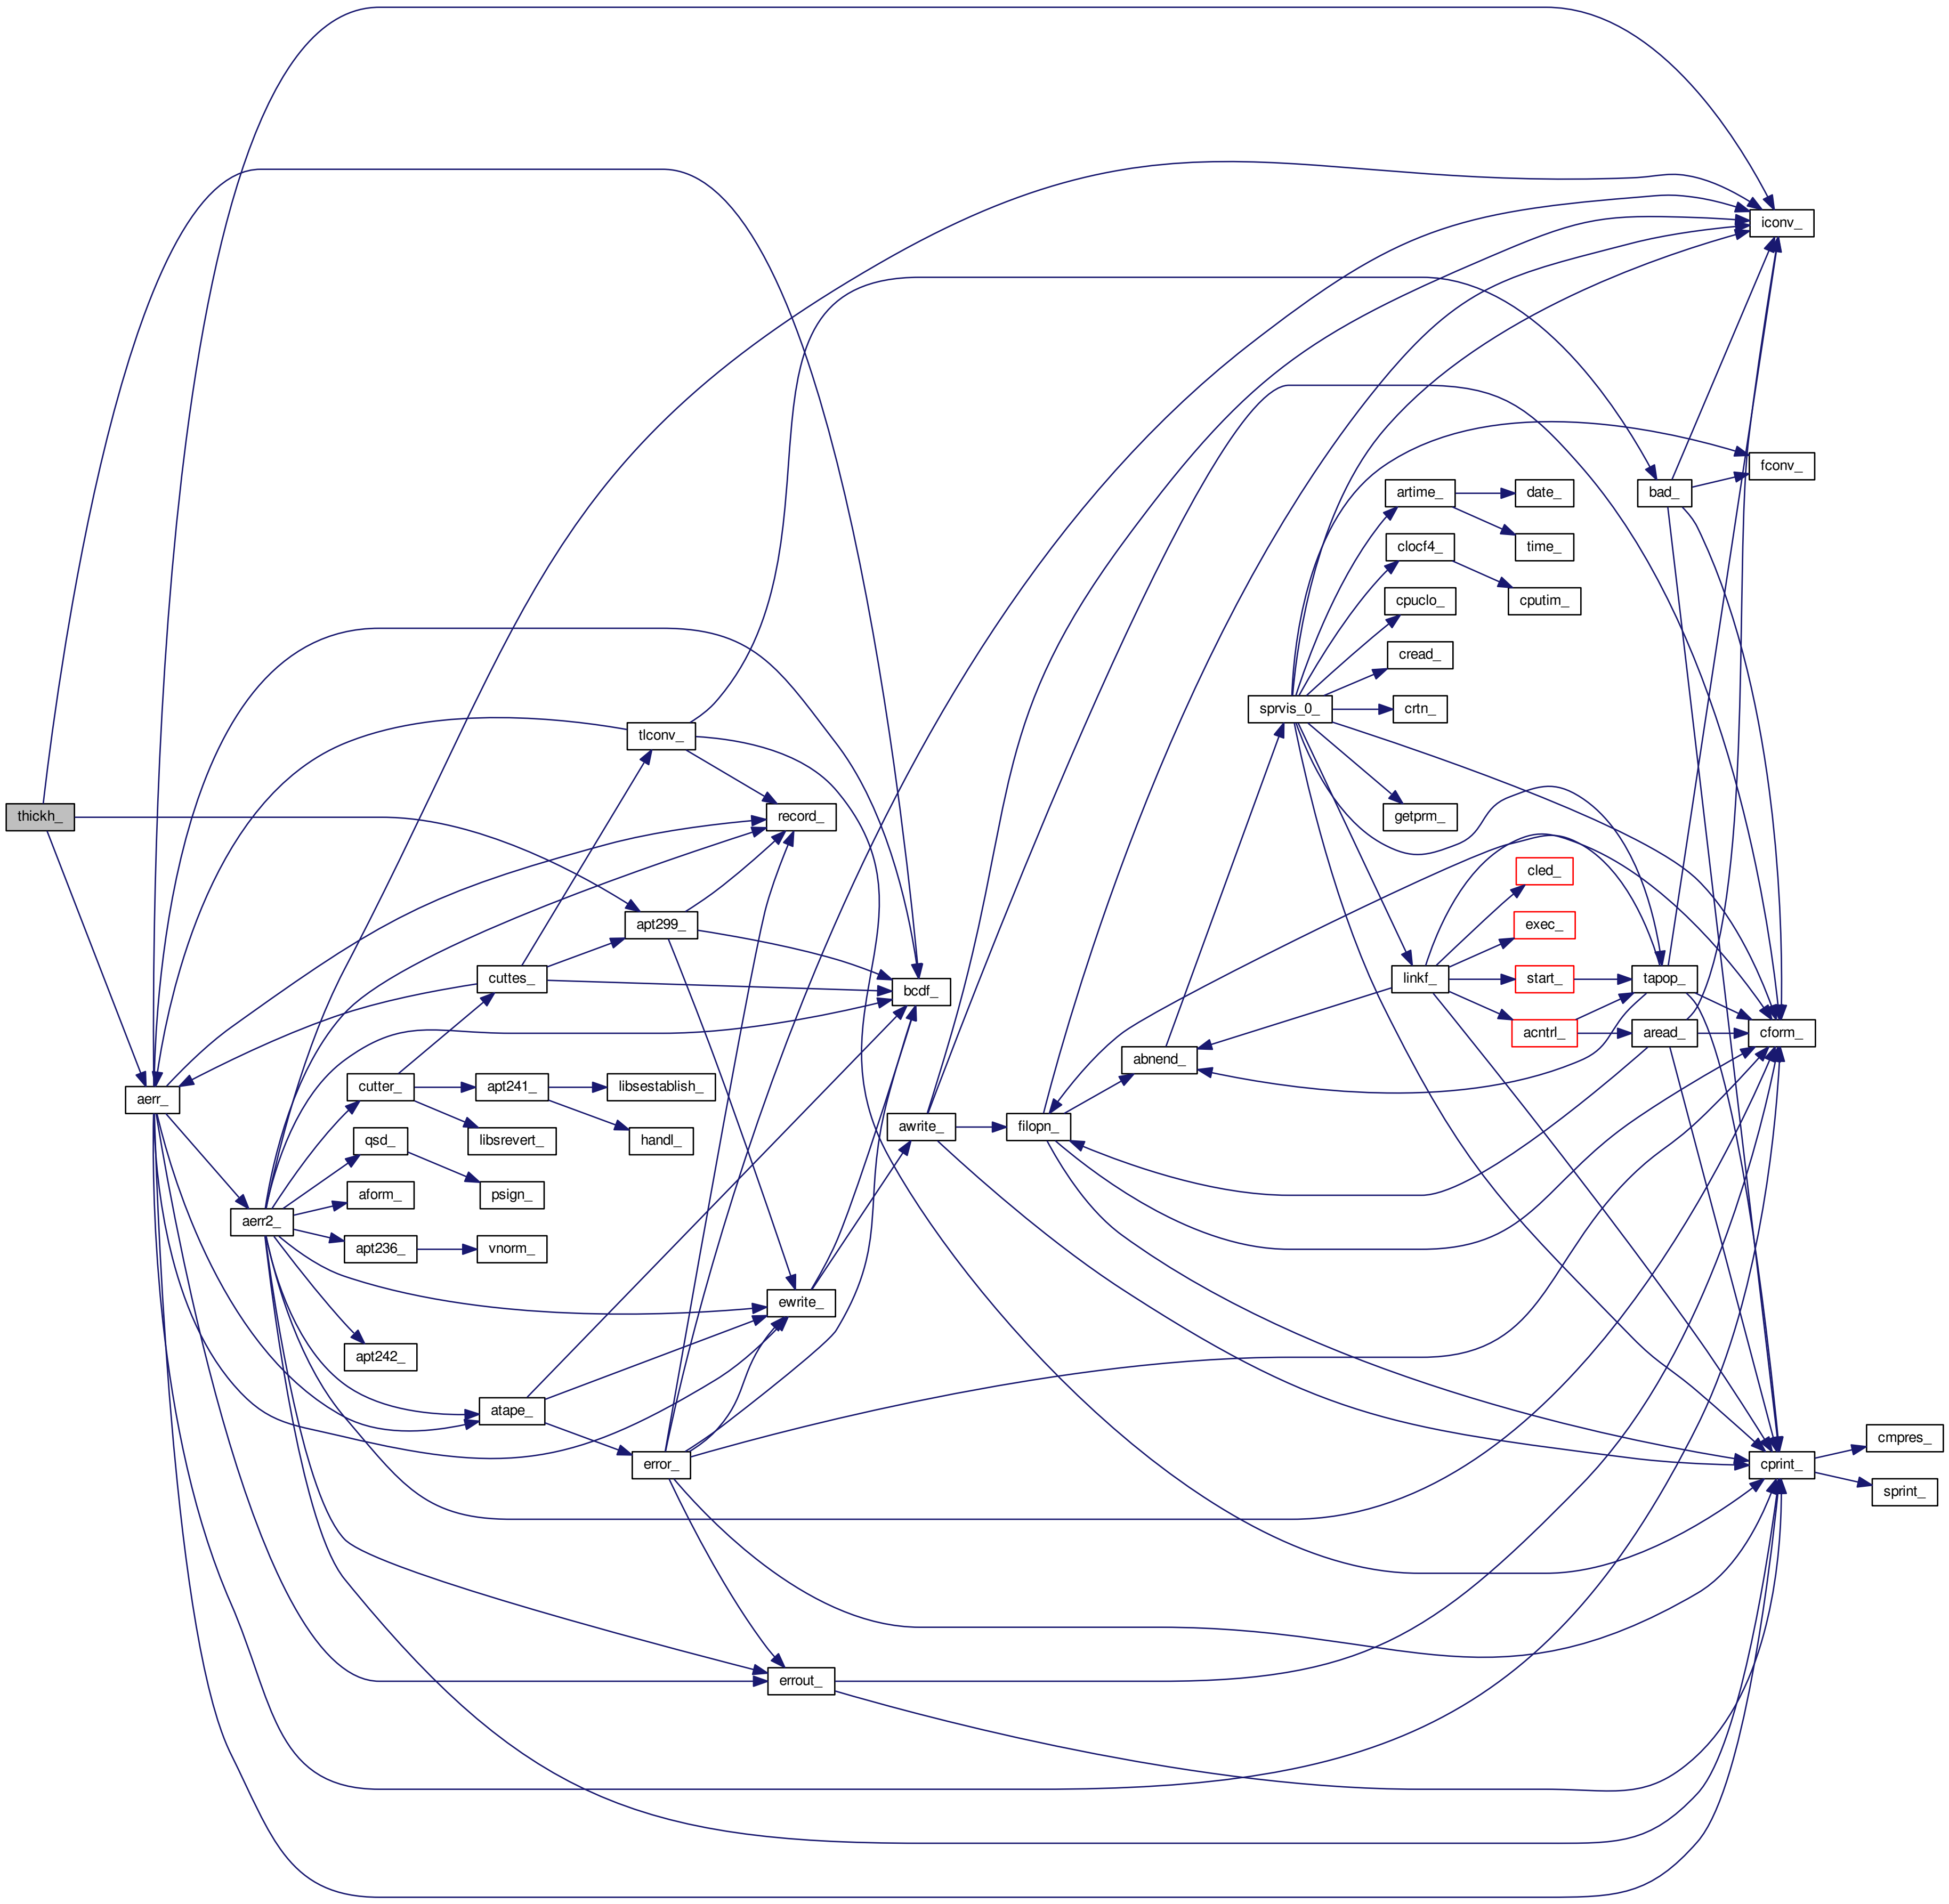 iconv_
fconv_
artime_
date_
bad_
clocf4_
time_
cpuclo_
cputim_
cread_
sprvis_0_
crtn_
tlconv_
thickh_
record_
getprm_
cled_
apt299_
exec_
cuttes_
bcdf_
linkf_
start_
tapop_
acntrl_
aread_
cform_
abnend_
aerr_
cutter_
apt241_
libsestablish_
awrite_
filopn_
qsd_
libsrevert_
handl_
aform_
psign_
aerr2_
apt236_
vnorm_
ewrite_
apt242_
atape_
cmpres_
error_
cprint_
sprint_
errout_